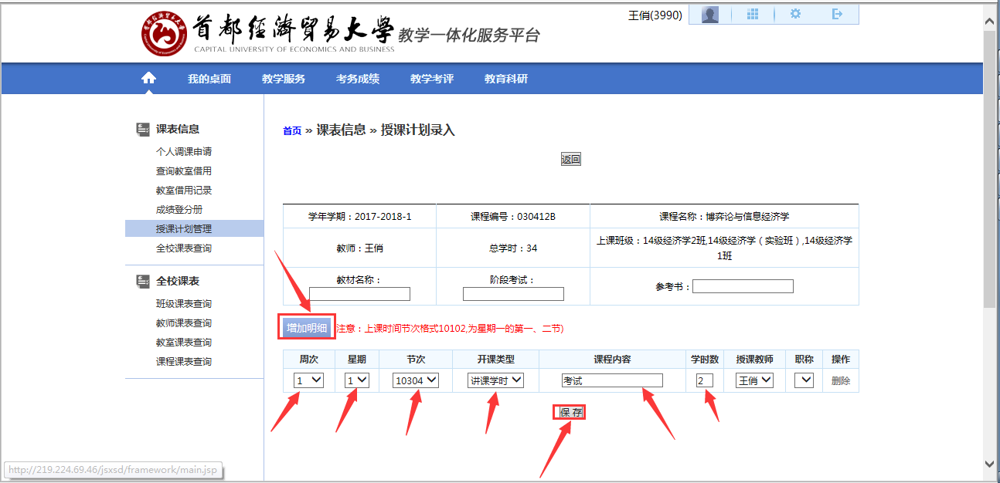 王俏(3990)
首都經濟貿易大學 教学一体化服务平台
CAPITAL UNIVERSITY OF ECONOMICS AND BUSINESS
我的桌面 教学服务 考务成绩 教学考评 教育科研
课表信息
个人调课申请
查询教室借用
教室借用记录
成绩登分册
授课计划管理
全校课表查询
全校课表
班级课表查询
教师课表查询
教室课表查询
课程课表查询
首页 » 课表信息 » 授课计划录入
返回
学年学期：2017-2018-1 课程编号：030412B 课程名称：博弈论与信息经济学
教师：王俏 总学时：34 上课班级：14级经济学2班,14级经济学（实验班）,14级经济学
1班
教材名称： 阶段考试： 参考书：
增加明细 注意：上课时间节次格式10102,为星期一的第一、二节)
周次 星期 节次 开课类型 课程内容 学时数 授课教师 职称 操作
1 1 10304 讲课学时 考试 2 王俏 删除
保 存
http://219.224.69.46/jsxsd/framework/main.jsp